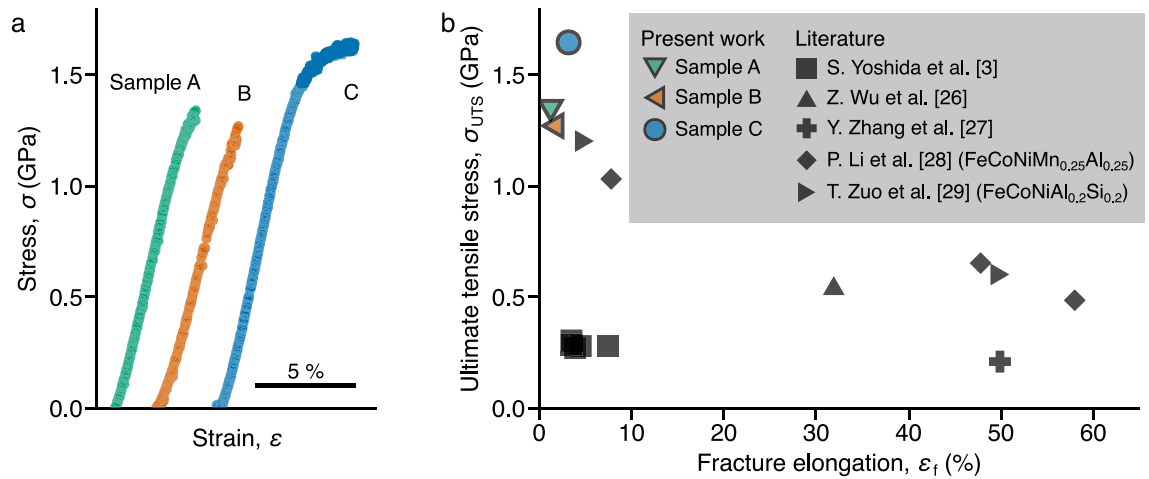 a
Stress, σ (GPa)
1.5
1.0
0.5
0.0
Sample A
B
C
5 %
Strain, ε
b
Ultimate tensile stress, σUTS (GPa)
1.5
1.0
0.5
0.0
0 10 20 30 40 50 60
Fracture elongation, εf (%)
Present work
Sample A
Sample B
Sample C
Literature
S. Yoshida et al. [3]
Z. Wu et al. [26]
Y. Zhang et al. [27]
P. Li et al. [28] (FeCoNiMn0.25Al0.25)
T. Zuo et al. [29] (FeCoNiAl0.2Si0.2)